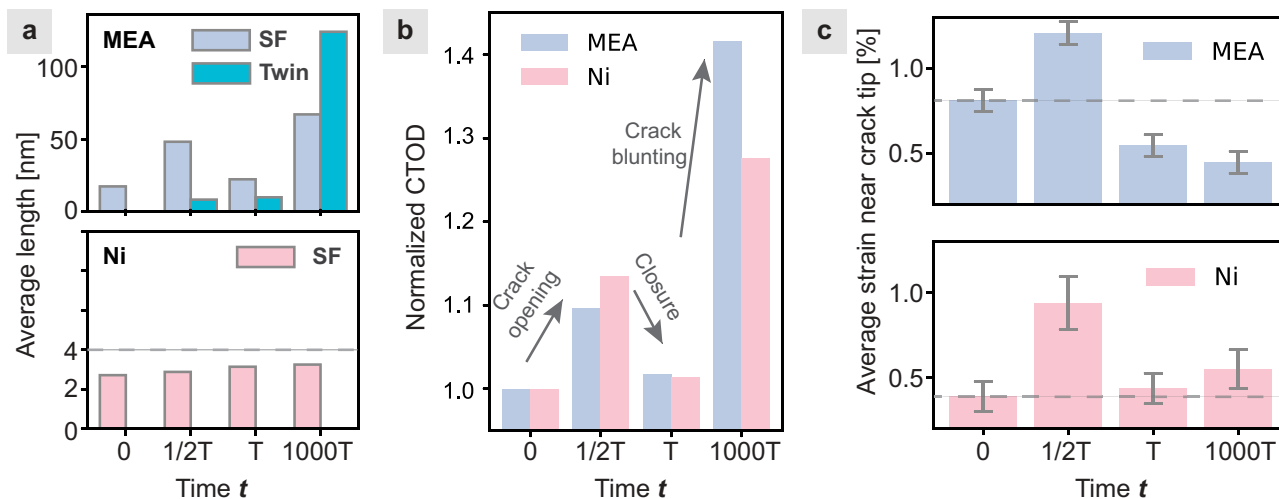 a
MEA
SF
Twin
100
50
0
Average length [nm]
Ni
SF
4
2
0
0
1/2T
T
1000T
Time t
b
MEA
Ni
1.4
1.3
1.2
1.1
1.0
Normalized CTOD
Crack
opening
Closure
Crack
blunting
0
1/2T
T
1000T
Time t
c
MEA
1.0
0.5
Average strain near crack tip [%]
Ni
1.0
0.5
0
1/2T
T
1000T
Time t